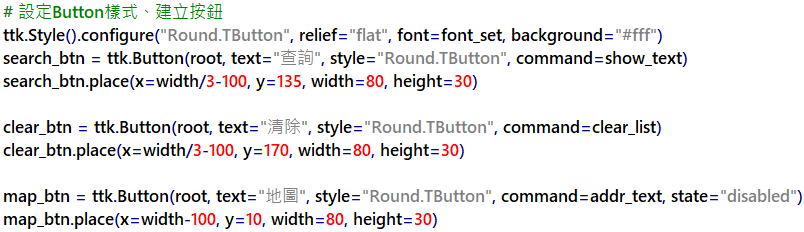 # 設定Button樣式、建立按鈕
ttk.Style().configure("Round.TButton", relief="flat", font=font_set, background="#fff")
search_btn = ttk.Button(root, text="查詢", style="Round.TButton", command=show_text)
search_btn.place(x=width/3-100, y=135, width=80, height=30)

clear_btn = ttk.Button(root, text="清除", style="Round.TButton", command=clear_list)
clear_btn.place(x=width/3-100, y=170, width=80, height=30)

map_btn = ttk.Button(root, text="地圖", style="Round.TButton", command=addr_text, state="disabled")
map_btn.place(x=width-100, y=10, width=80, height=30)